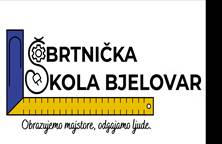 OBRTNIČKA
ŠKOLA BJELOVAR
Obrazujemo majstore, odgajamo ljude.